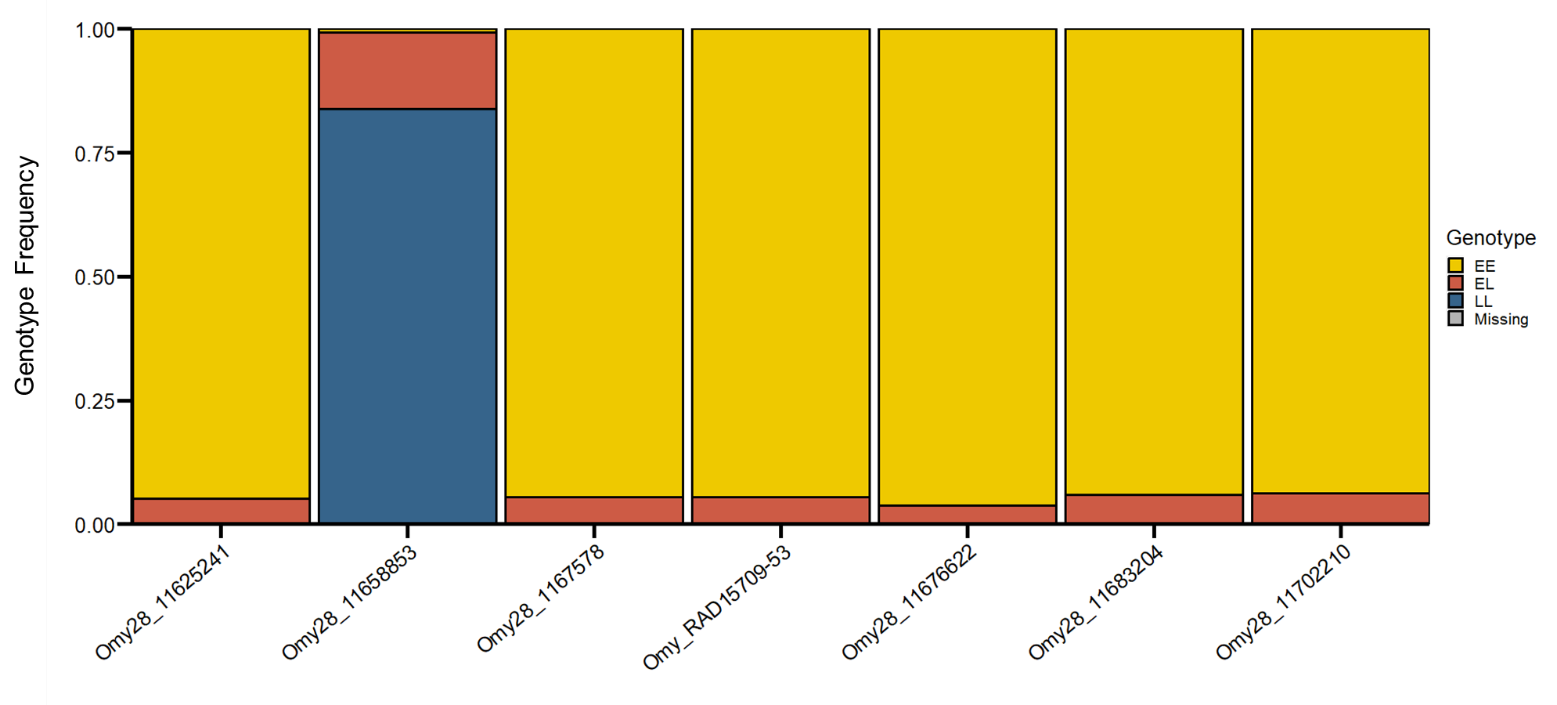 Genotype Frequency
1.00
0.75
0.50
0.25
0.00
Omy28_11625241
Omy28_11658853
Omy28_1167578
Omy_RAD15709-53
Omy28_11676622
Omy28_11683204
Omy28_11702210
Genotype
EE
EL
LL
Missing